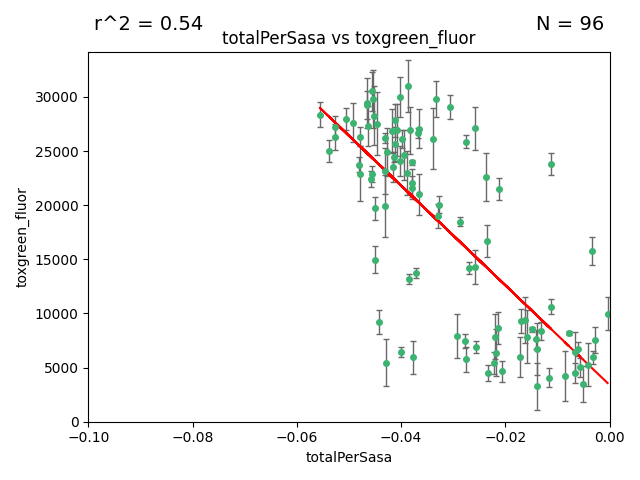 r^2 = 0.54
N = 96
totalPerSasa vs toxgreen_fluor
toxgreen_fluor
30000
25000
20000
15000
10000
5000
0
−0.10
−0.08
−0.06
−0.04
−0.02
0.00
totalPerSasa